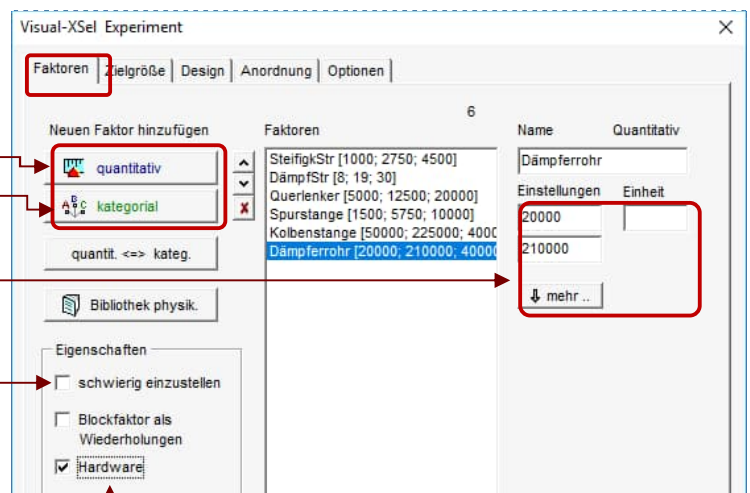 Visual-XSel Experiment
Faktoren Zielgröße Design Anordnung Optionen
6
Neuen Faktor hinzufügen
quantitativ
A B C kategorial
quantit. <=> kateg.
Bibliothek physik.
Eigenschaften
schwierig einzustellen
Blockfaktor als
Wiederholungen
Hardware
Faktoren
SteifigkStr [1000; 2750; 4500]
DämpfStr [8; 19; 30]
Querlenker [5000; 12500; 20000]
Spurstange [1500; 5750; 10000]
Kolbenstange [50000; 225000; 4000
Dämpferrohr [20000; 210000; 40000
Name Quantitativ
Dämpferrohr
Einstellungen Einheit
20000
210000
mehr ..